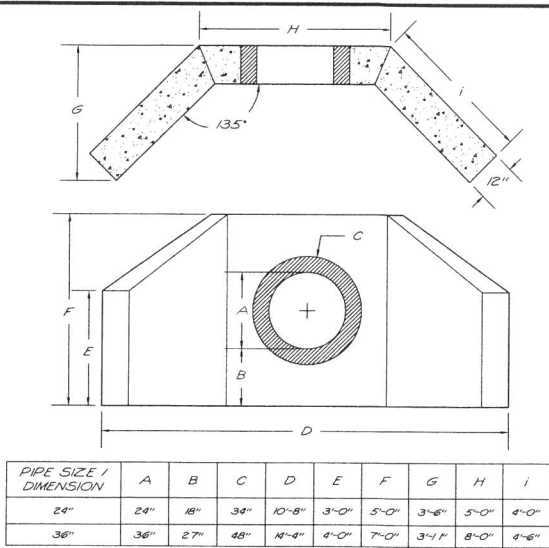 H
G
i
135°
12"
C
F
A
E
B
D
PIPE SIZE / DIMENSION A B C D E F G H i
24" 24" 18" 34" 10'-8" 3'-0" 5'-0" 3'-6" 5'-0" 4'-0"
36" 36" 27" 48" 14'-4" 4'-0" 7'-0" 3'-11" 8'-0" 4'-6"